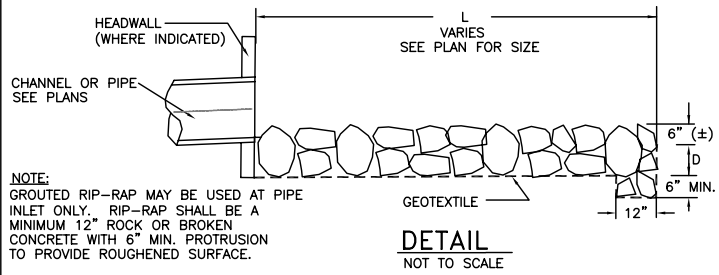 HEADWALL
(WHERE INDICATED)
L
VARIES
SEE PLAN FOR SIZE
CHANNEL OR PIPE
SEE PLANS
6" (±)
D
6" MIN.
12"
GEOTEXTILE
NOTE:
GROUTED RIP-RAP MAY BE USED AT PIPE
INLET ONLY. RIP-RAP SHALL BE A
MINIMUM 12" ROCK OR BROKEN
CONCRETE WITH 6" MIN. PROTRUSION
TO PROVIDE ROUGHENED SURFACE.
DETAIL
NOT TO SCALE